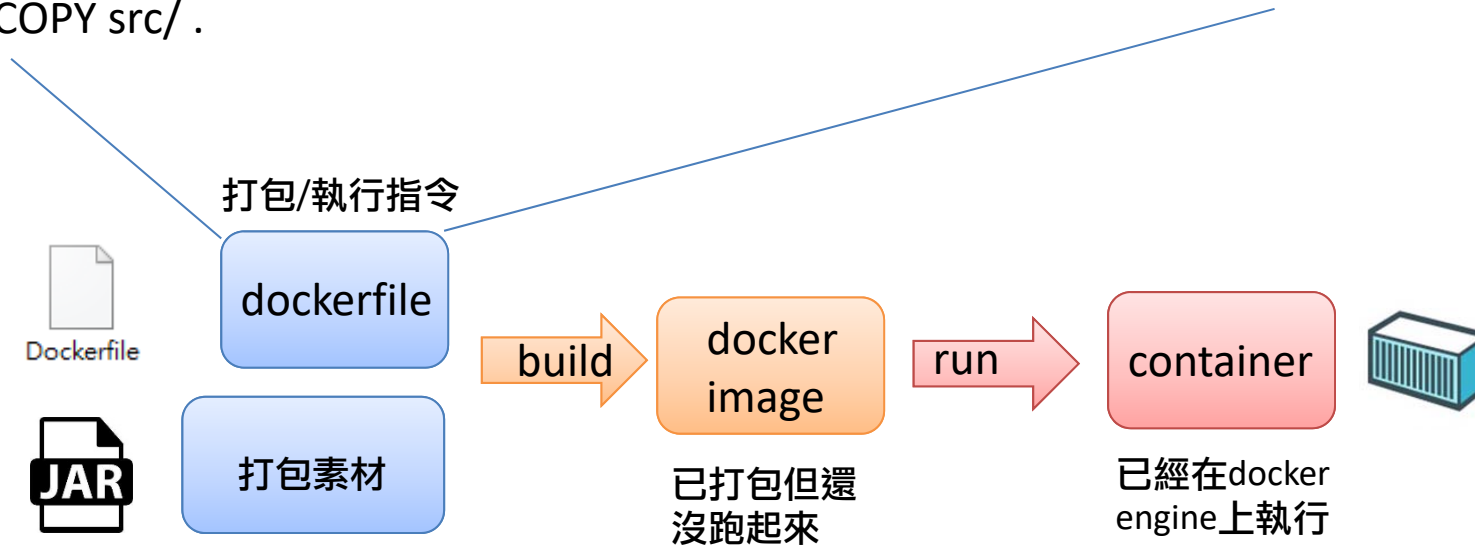 COPY src/ .
打包/執行指令
dockerfile
Dockerfile
build
docker
image
run
container
JAR
打包素材
已打包但還
沒跑起來
已經在docker
engine上執行